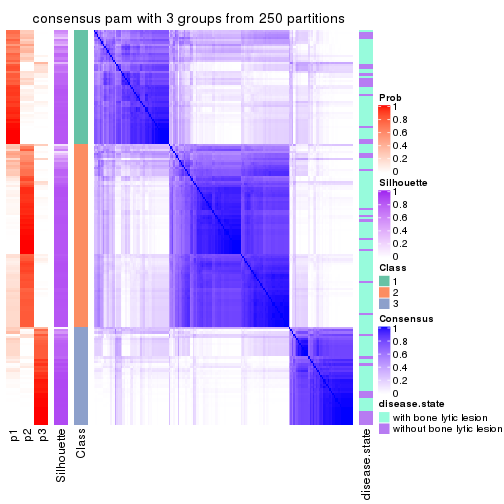 consensus pam with 3 groups from 250 partitions
Prob
1
0.8
0.6
0.4
0.2
0
Silhouette
1
0.8
0.6
0.4
0.2
0
Class
1
2
3
Consensus
1
0.8
0.6
0.4
0.2
0
disease.state
with bone lytic lesion
without bone lytic lesion
p1
p2
p3
Silhouette
Class
disease.state